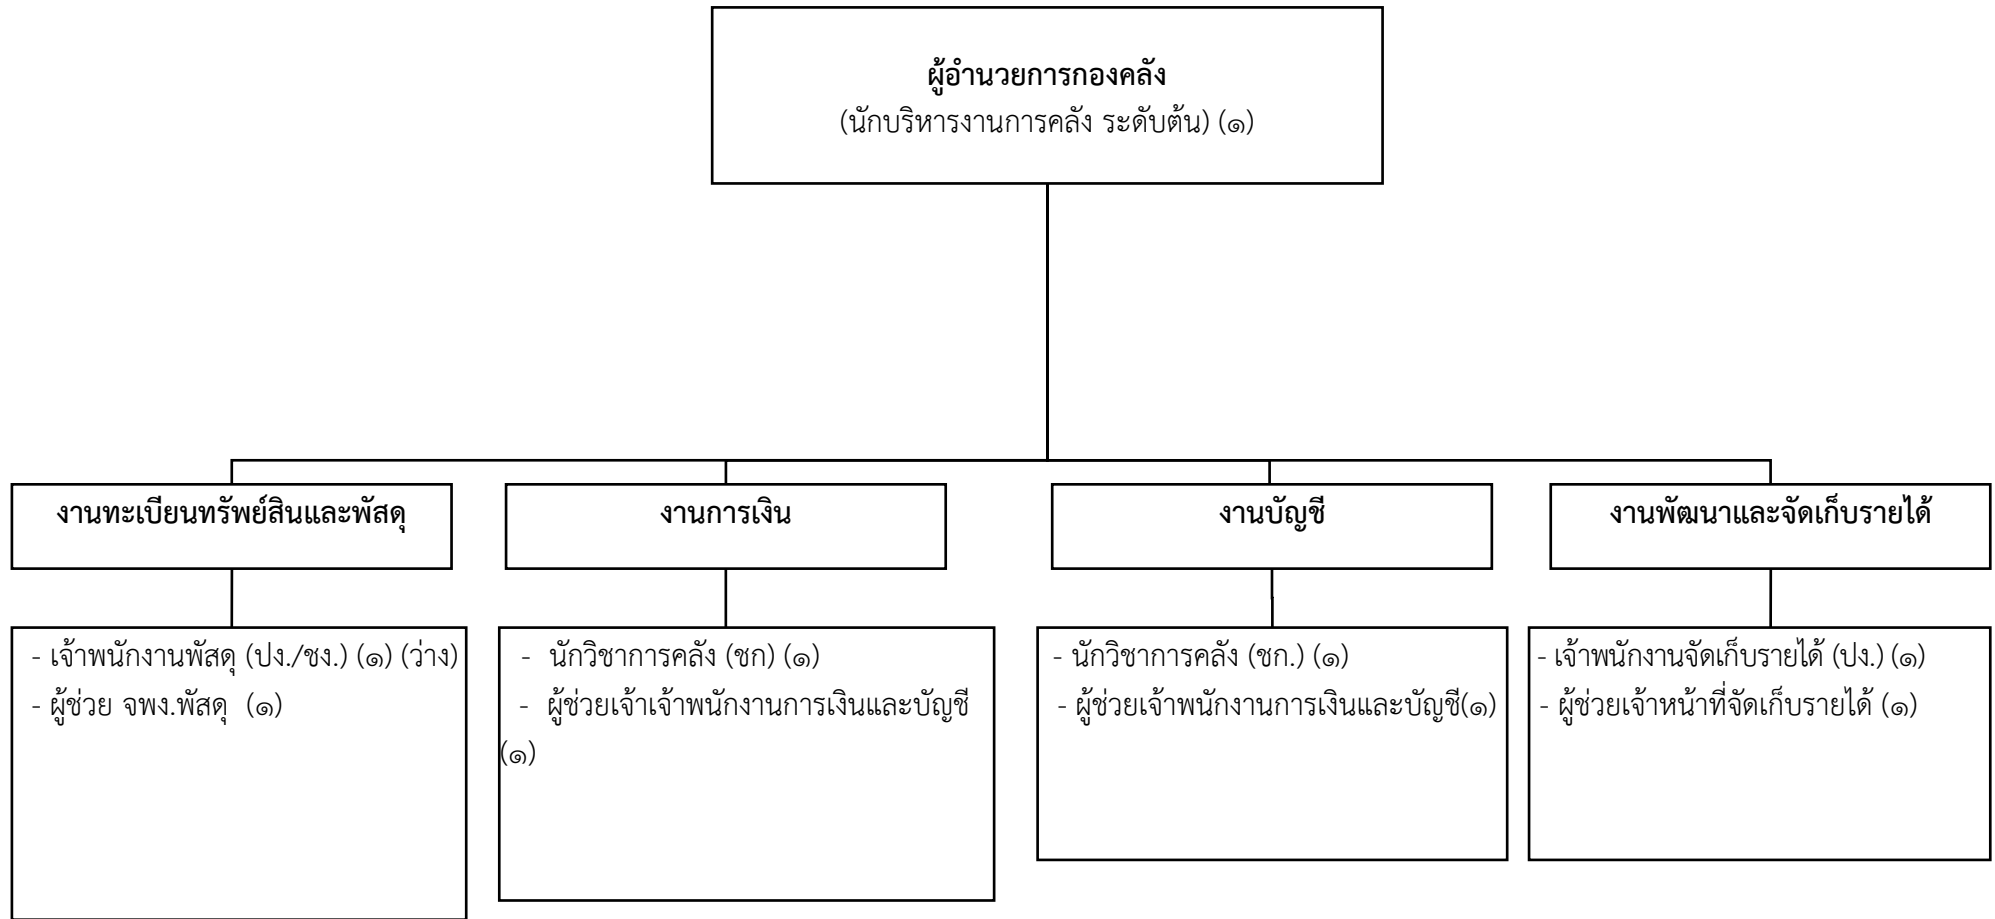 ผู้อำนวยการกองคลัง
(นักบริหารงานการคลัง ระดับต้น) (๑)
งานทะเบียนทรัพย์สินและพัสดุ
งานการเงิน
งานบัญชี
งานพัฒนาและจัดเก็บรายได้
- เจ้าพนักงานพัสดุ (ปง./ชง.) (๑) (ว่าง)
- ผู้ช่วย จพง.พัสดุ (๑)
- นักวิชาการคลัง (ชก) (๑)
- ผู้ช่วยเจ้าเจ้าพนักงานการเงินและบัญชี
(๑)
- นักวิชาการคลัง (ชก.) (๑)
- ผู้ช่วยเจ้าพนักงานการเงินและบัญชี(๑)
- เจ้าพนักงานจัดเก็บรายได้ (ปง.) (๑)
- ผู้ช่วยเจ้าหน้าที่จัดเก็บรายได้ (๑)